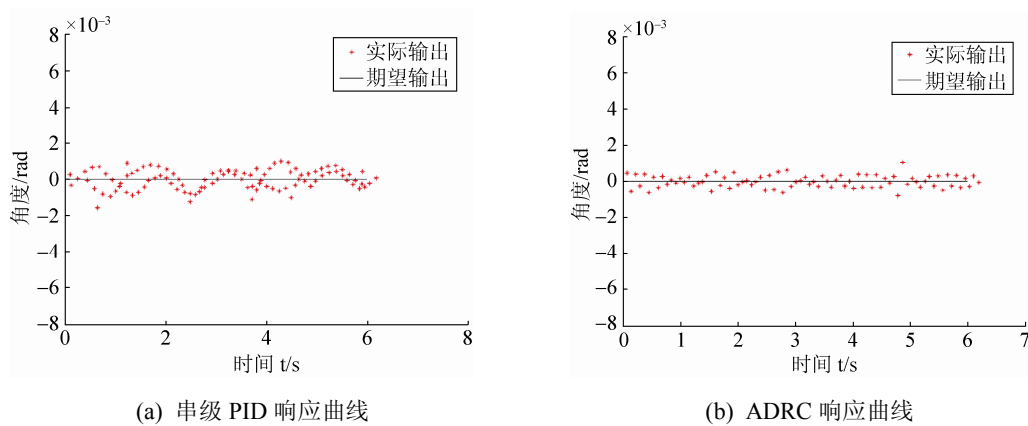 ×10⁻³
8
6
4
2
0
−2
−4
−6
−8
角度/rad
实际输出
期望输出
0 2 4 6 8
时间 t/s
(a) 串级 PID 响应曲线
×10⁻³
8
6
4
2
0
−2
−4
−6
−8
角度/rad
实际输出
期望输出
0 1 2 3 4 5 6 7
时间 t/s
(b) ADRC 响应曲线